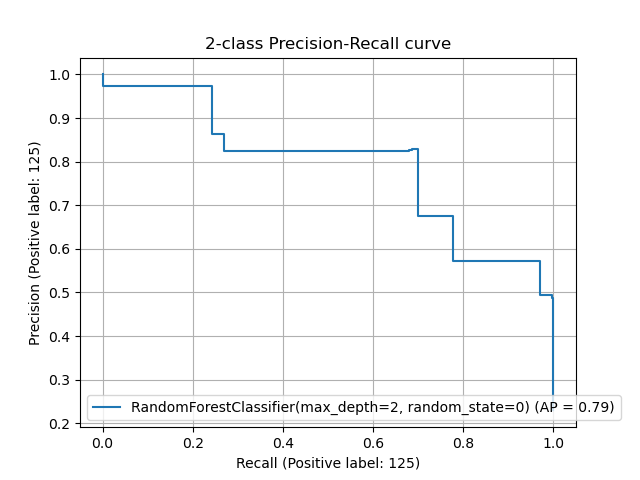 2-class Precision-Recall curve
Precision (Positive label: 125)
1.0
0.9
0.8
0.7
0.6
0.5
0.4
0.3
0.2
RandomForestClassifier(max_depth=2, random_state=0) (AP = 0.79)
0.0 0.2 0.4 0.6 0.8 1.0
Recall (Positive label: 125)